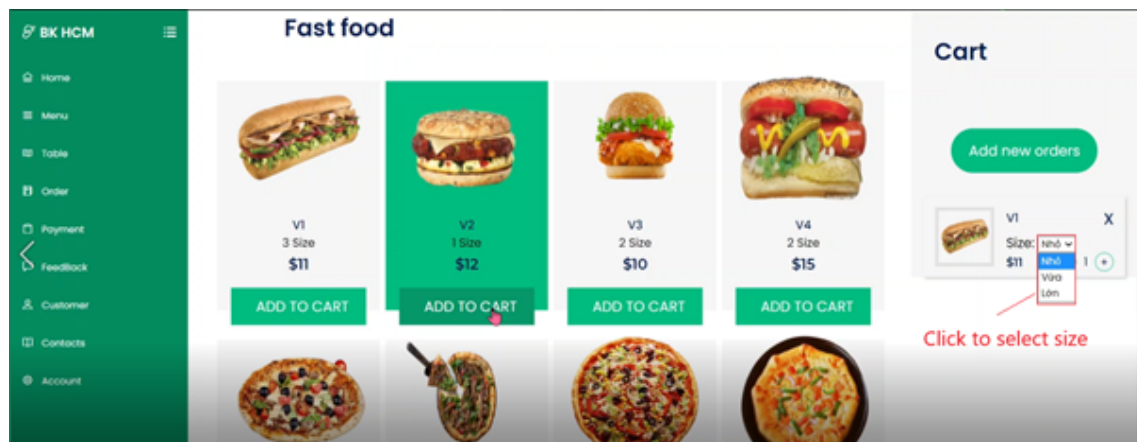 BK HCM
Home
Menu
Table
Order
Payment
FeedBack
Customer
Contacts
Account
Fast food
V1
3 Size
$11
ADD TO CART
V2
1 Size
$12
ADD TO CART
V3
2 Size
$10
ADD TO CART
V4
2 Size
$15
ADD TO CART
Cart
Add new orders
V1
X
Size: Nhỏ
$11
1 +
Nhỏ
Vừa
Lớn
Click to select size